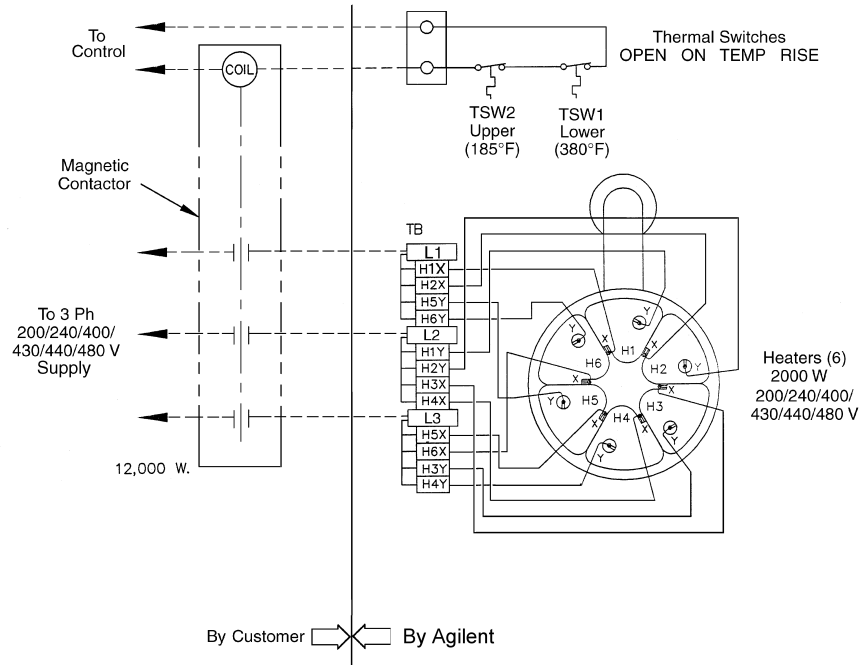 To
Control
COIL
Thermal Switches
OPEN ON TEMP RISE
TSW2
Upper
(185°F)
TSW1
Lower
(380°F)
Magnetic
Contactor
TB
L1
H1X
H2X
H5Y
H6Y
L2
H1Y
H2Y
H3X
H4X
L3
H5X
H6X
H3Y
H4Y
To 3 Ph
200/240/400/
430/440/480 V
Supply
12,000 W.
Y
Y
X
H1
X
H6
H2
Y
X
X
Y
H5
H4
H3
X
X
Y
Y
Heaters (6)
2000 W
200/240/400/
430/440/480 V
By Customer
By Agilent